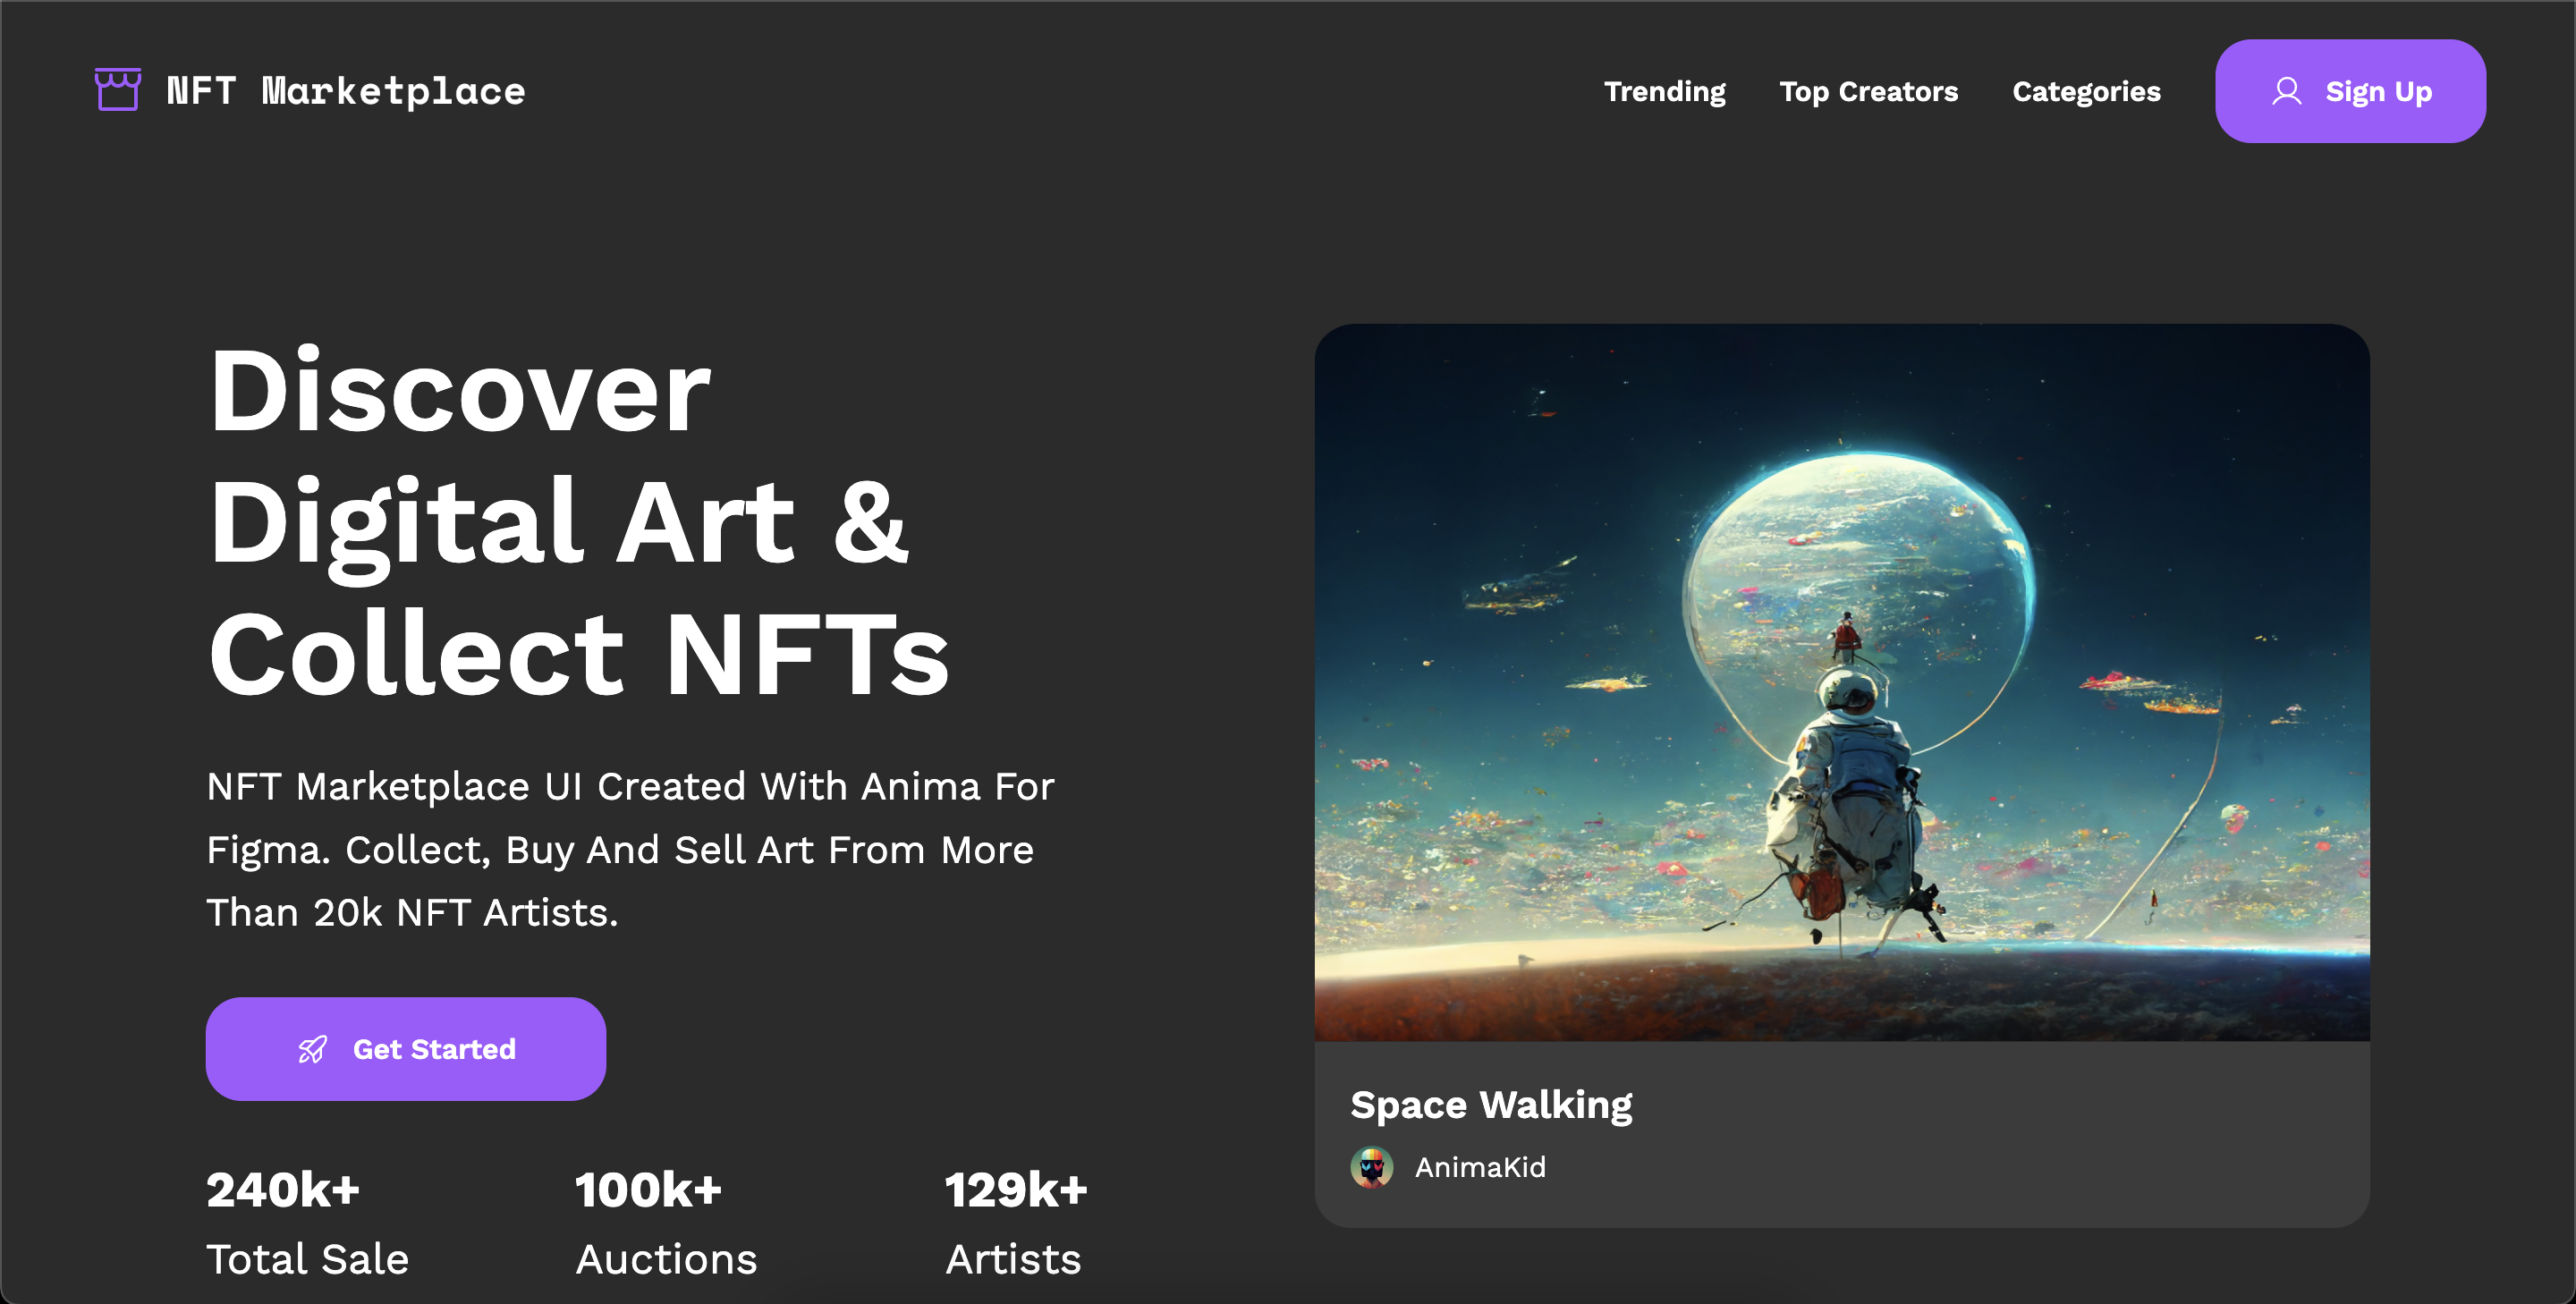 NFT Marketplace
Trending
Top Creators
Categories
Sign Up
Discover
Digital Art &
Collect NFTs
NFT Marketplace UI Created With Anima For
Figma. Collect, Buy And Sell Art From More
Than 20k NFT Artists.
Get Started
240k+
Total Sale
100k+
Auctions
129k+
Artists
Space Walking
AnimaKid